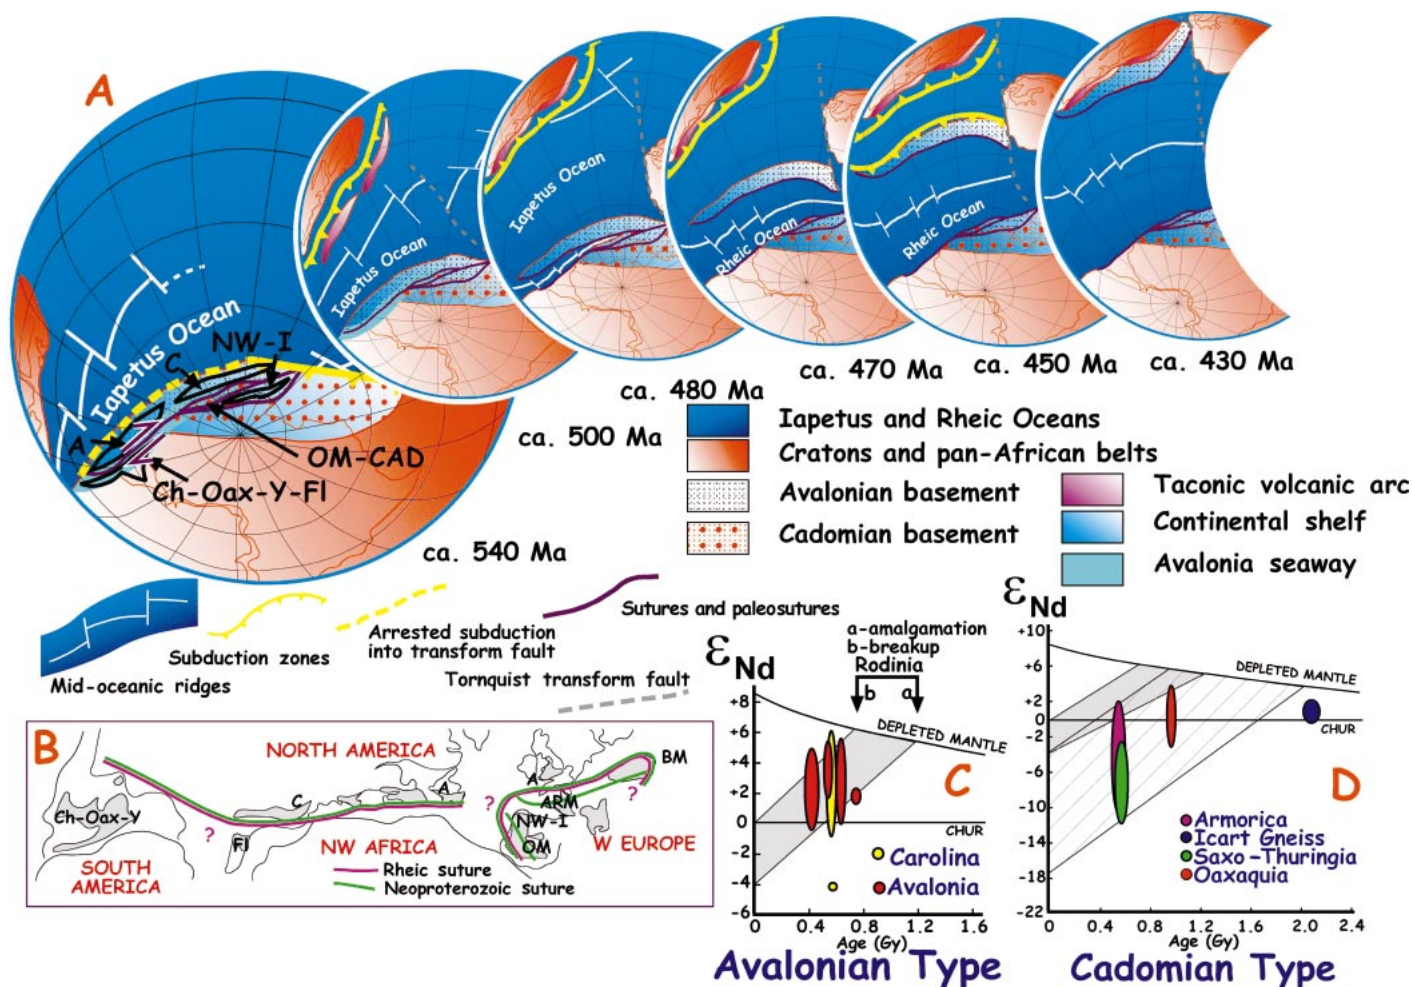 A
Iapetus Ocean
NW-I
C
A
OM-CAD
Ch-Oax-Y-Fl
ca. 540 Ma
Iapetus Ocean
ca. 500 Ma
Iapetus Ocean
ca. 480 Ma
Rheic Ocean
ca. 470 Ma
Rheic Ocean
ca. 450 Ma
ca. 430 Ma
Iapetus and Rheic Oceans
Cratons and pan-African belts
Avalonian basement
Cadomian basement
Taconic volcanic arc
Continental shelf
Avalonia seaway
Mid-oceanic ridges
Subduction zones
Arrested subduction
into transform fault
Sutures and paleosutures
Tornquist transform fault
B
NORTH AMERICA
SOUTH
AMERICA
NW AFRICA
W EUROPE
Ch-Oax-Y
?
Fl
C
A
?
A
ARM
NW-I
OM
?
BM
Rheic suture
Neoproterozoic suture
εNd
a-amalgamation
b-breakup
Rodinia
b a
DEPLETED MANTLE
C
CHUR
Carolina
Avalonia
+8
+6
+4
+2
0
-2
-4
-6
0 0.4 0.8 1.2 1.6
Age (Gy)
Avalonian Type
εNd
DEPLETED MANTLE
CHUR
D
Armorica
Icart Gneiss
Saxo-Thuringia
Oaxaquia
+10
+6
+2
0
-2
-6
-10
-14
-18
-22
0 0.4 0.8 1.2 1.6 2.0 2.4
Age (Gy)
Cadomian Type